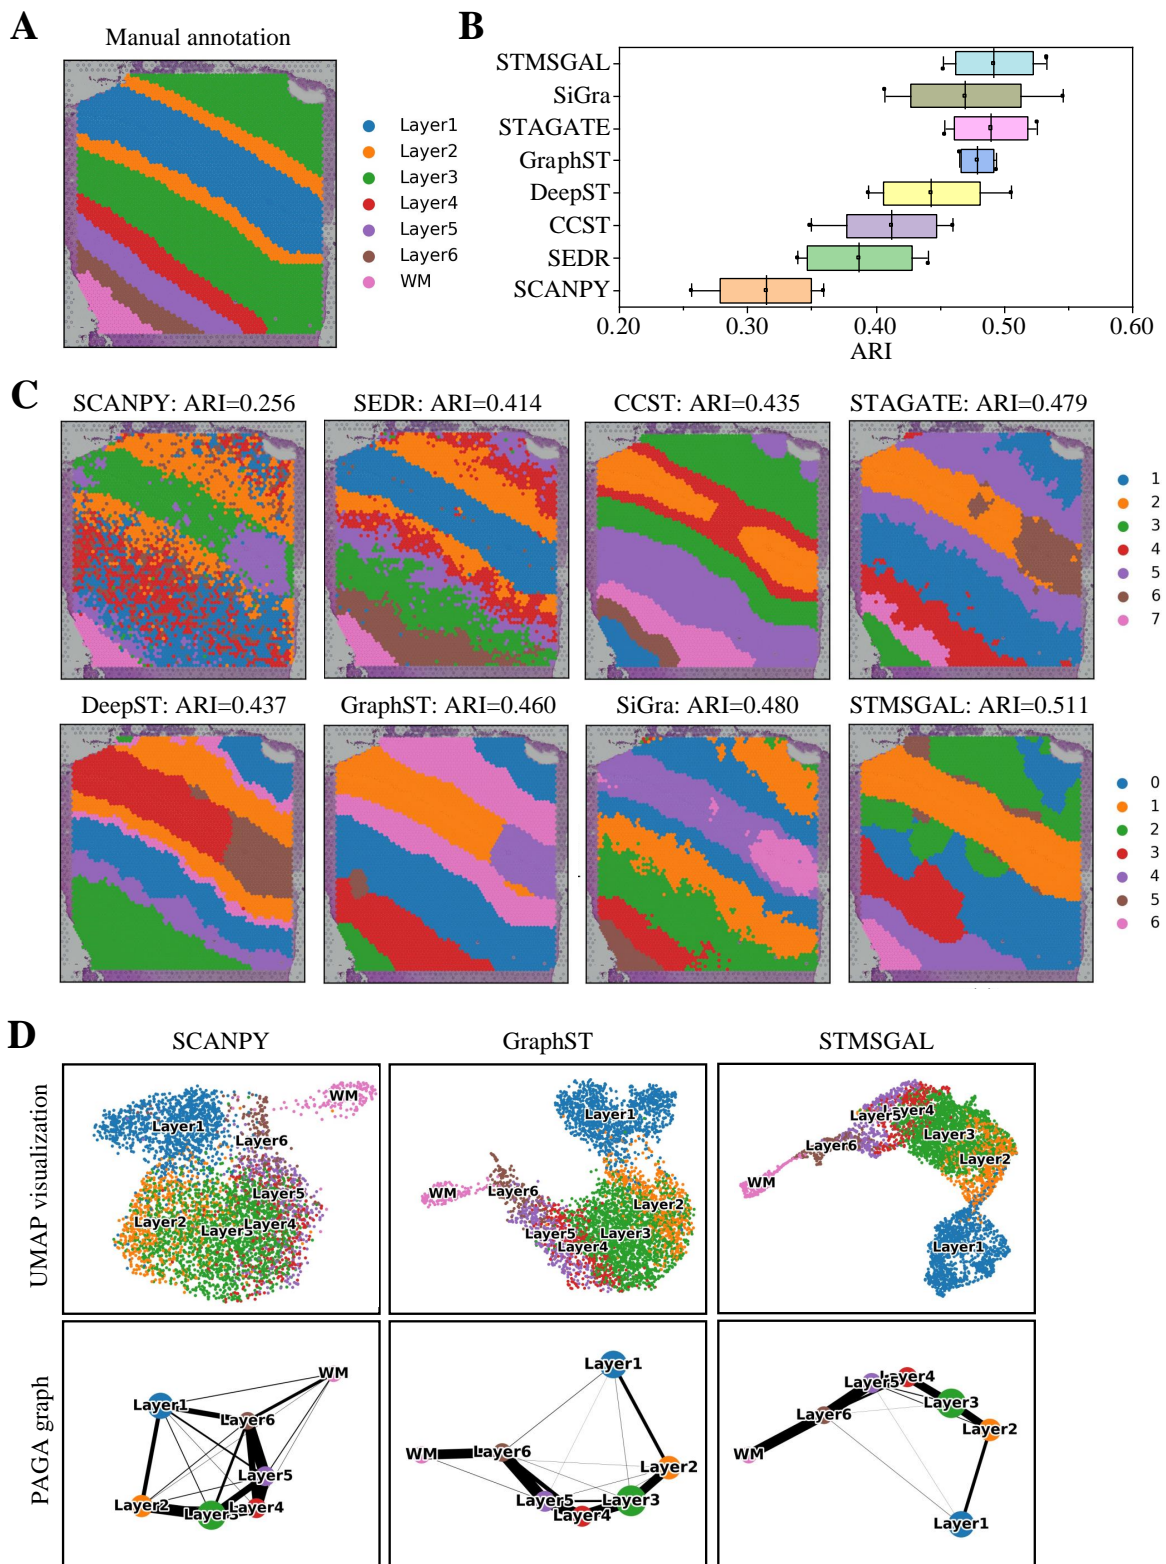 A
Manual annotation
Layer1
Layer2
Layer3
Layer4
Layer5
Layer6
WM
B
STMSGAL
SiGra
STAGATE
GraphST
DeepST
CCST
SEDR
SCANPY
0.20 0.30 0.40 0.50 0.60
ARI
C
SCANPY: ARI=0.256 SEDR: ARI=0.414 CCST: ARI=0.435 STAGATE: ARI=0.479
1
2
3
4
5
6
7
DeepST: ARI=0.437 GraphST: ARI=0.460 SiGra: ARI=0.480 STMSGAL: ARI=0.511
0
1
2
3
4
5
6
D
SCANPY GraphST STMSGAL
UMAP visualization
WM
Layer1
Layer6
Layer5
Layer2
Layer3
Layer4
Layer1
WM
Layer6
Layer2
Layer5
Layer3
Layer4
Layer5
Layer4
Layer3
Layer6
Layer2
WM
Layer1
PAGA graph
WM
Layer1
Layer6
Layer5
Layer2
Layer3
Layer4
Layer1
WM
Layer6
Layer2
Layer5
Layer3
Layer4
Layer5
Layer4
Layer3
Layer6
Layer2
WM
Layer1